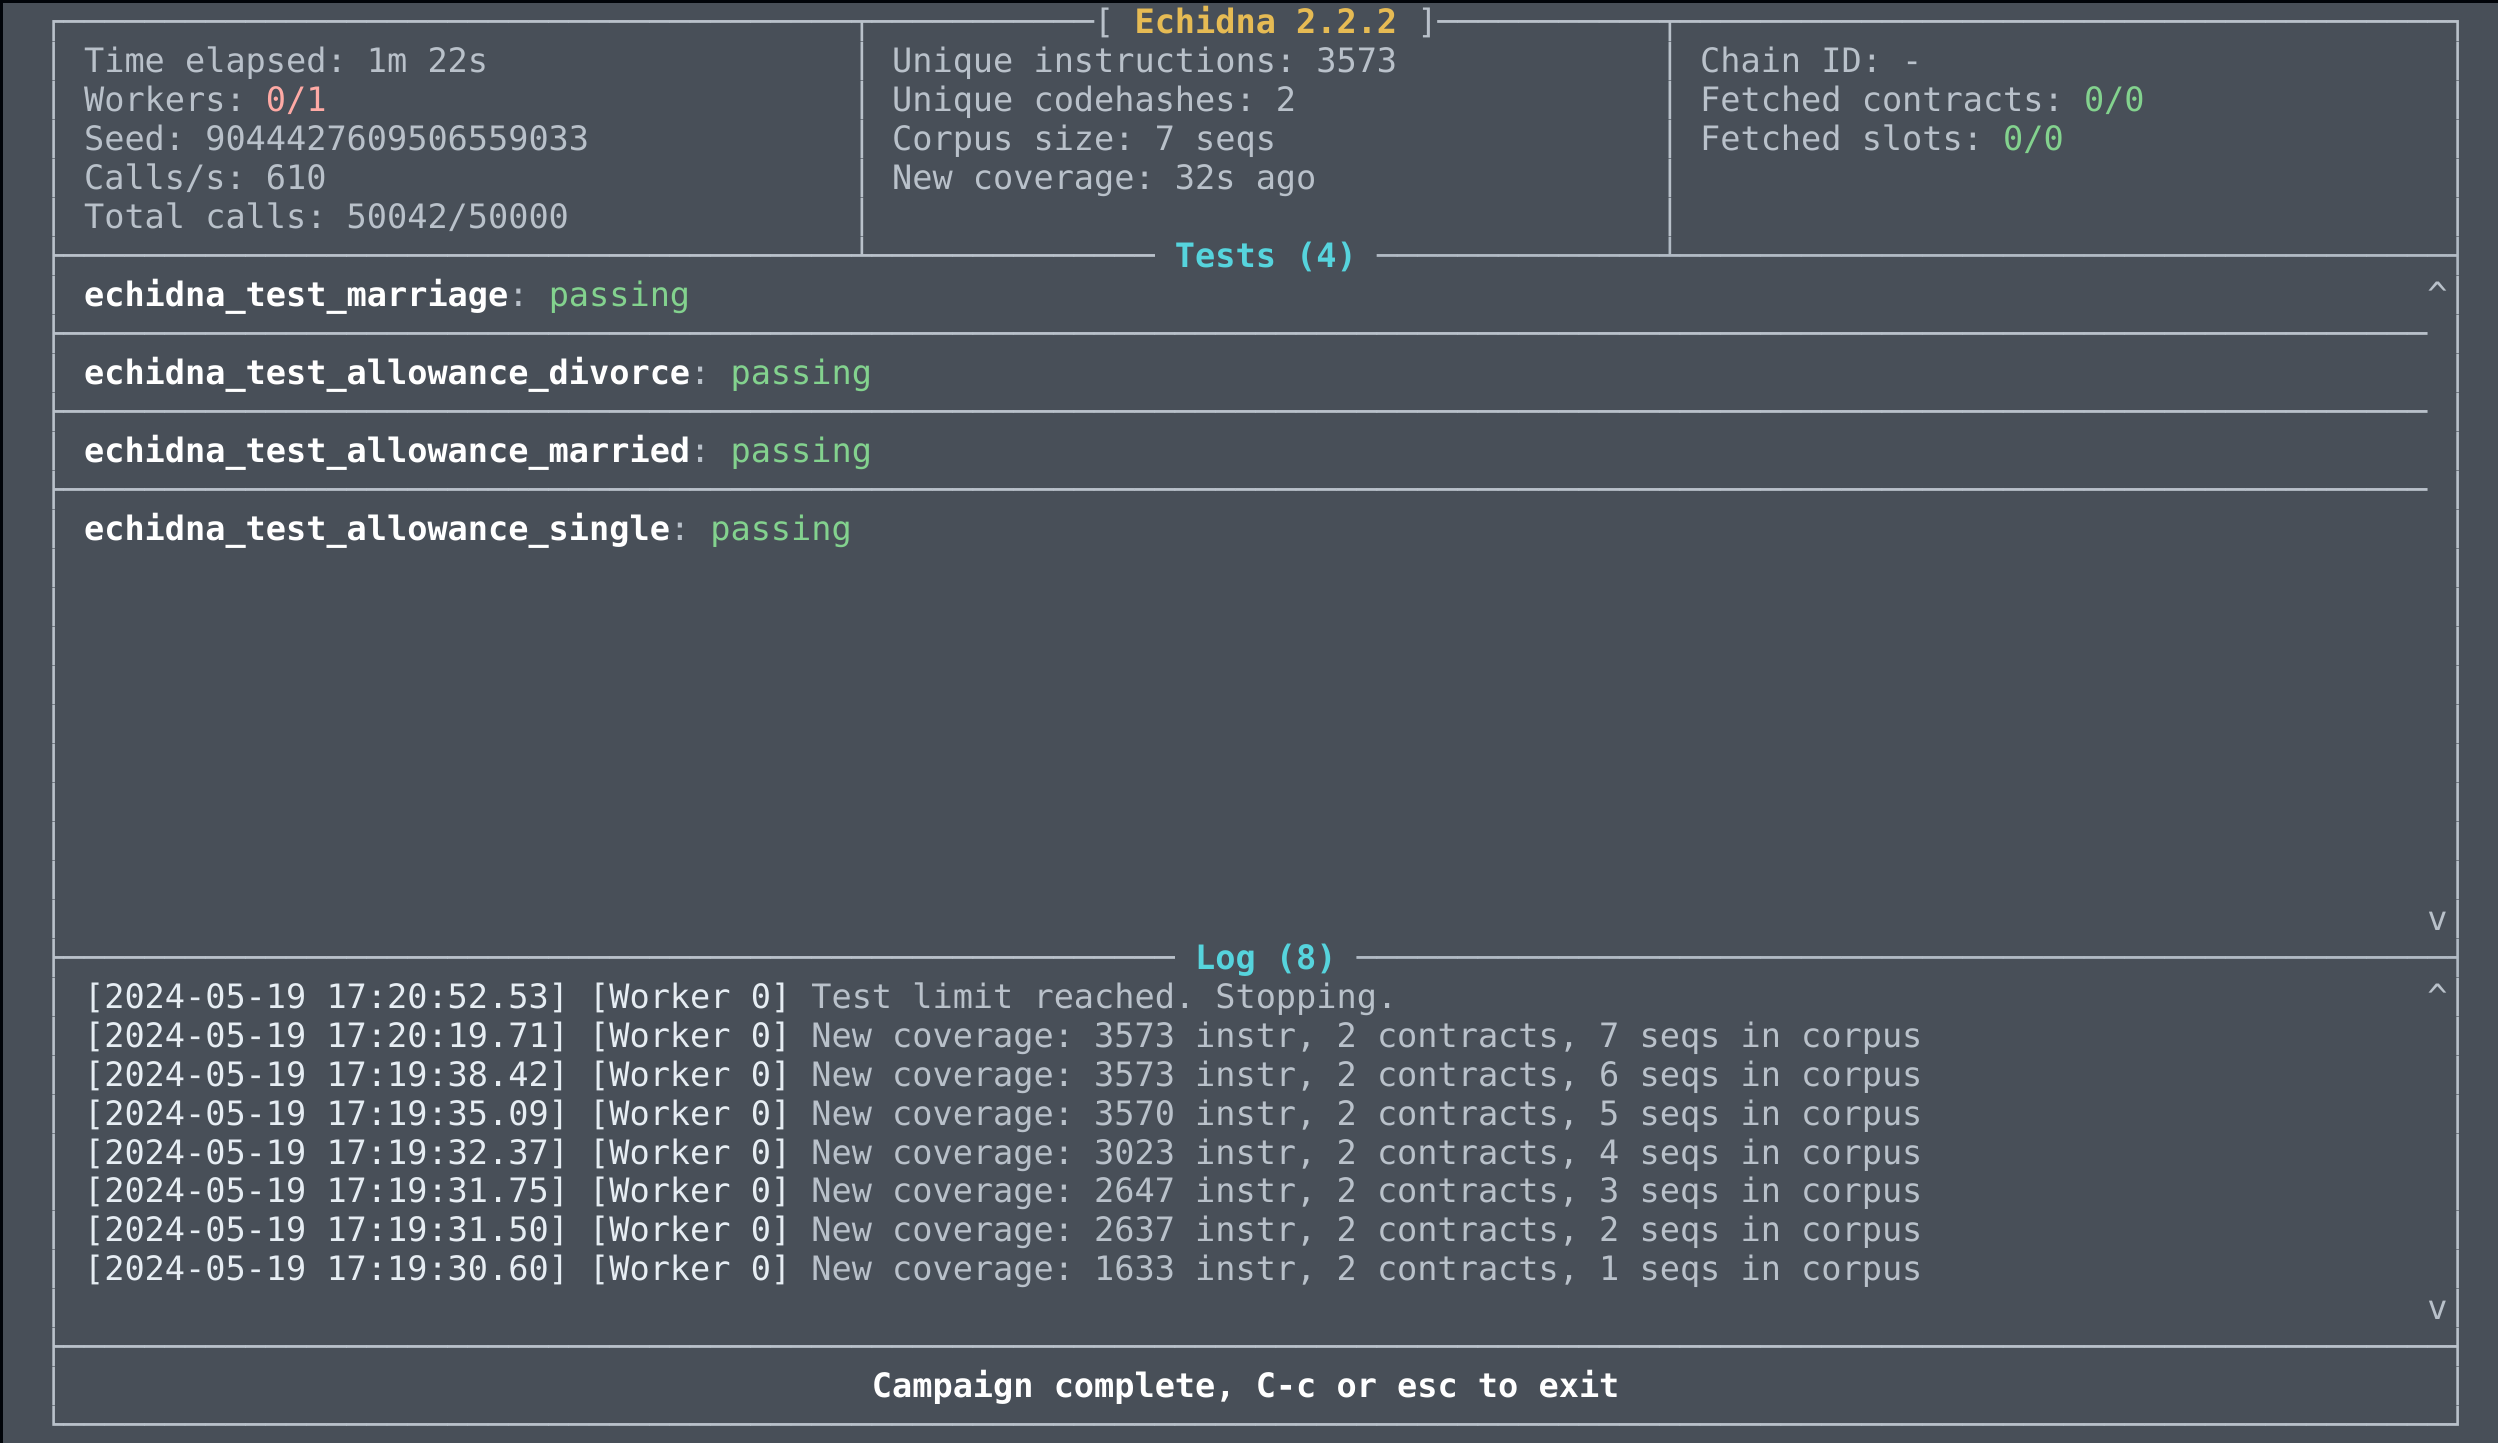 [ Echidna 2.2.2 ]
Time elapsed: 1m 22s
Workers: 0/1
Seed: 9044427609506559033
Calls/s: 610
Total calls: 50042/50000
Unique instructions: 3573
Unique codehashes: 2
Corpus size: 7 seqs
New coverage: 32s ago
Chain ID: -
Fetched contracts: 0/0
Fetched slots: 0/0
Tests (4)
echidna_test_marriage: passing
echidna_test_allowance_divorce: passing
echidna_test_allowance_married: passing
echidna_test_allowance_single: passing
Log (8)
[2024-05-19 17:20:52.53] [Worker 0] Test limit reached. Stopping.
[2024-05-19 17:20:19.71] [Worker 0] New coverage: 3573 instr, 2 contracts, 7 seqs in corpus
[2024-05-19 17:19:38.42] [Worker 0] New coverage: 3573 instr, 2 contracts, 6 seqs in corpus
[2024-05-19 17:19:35.09] [Worker 0] New coverage: 3570 instr, 2 contracts, 5 seqs in corpus
[2024-05-19 17:19:32.37] [Worker 0] New coverage: 3023 instr, 2 contracts, 4 seqs in corpus
[2024-05-19 17:19:31.75] [Worker 0] New coverage: 2647 instr, 2 contracts, 3 seqs in corpus
[2024-05-19 17:19:31.50] [Worker 0] New coverage: 2637 instr, 2 contracts, 2 seqs in corpus
[2024-05-19 17:19:30.60] [Worker 0] New coverage: 1633 instr, 2 contracts, 1 seqs in corpus
Campaign complete, C-c or esc to exit